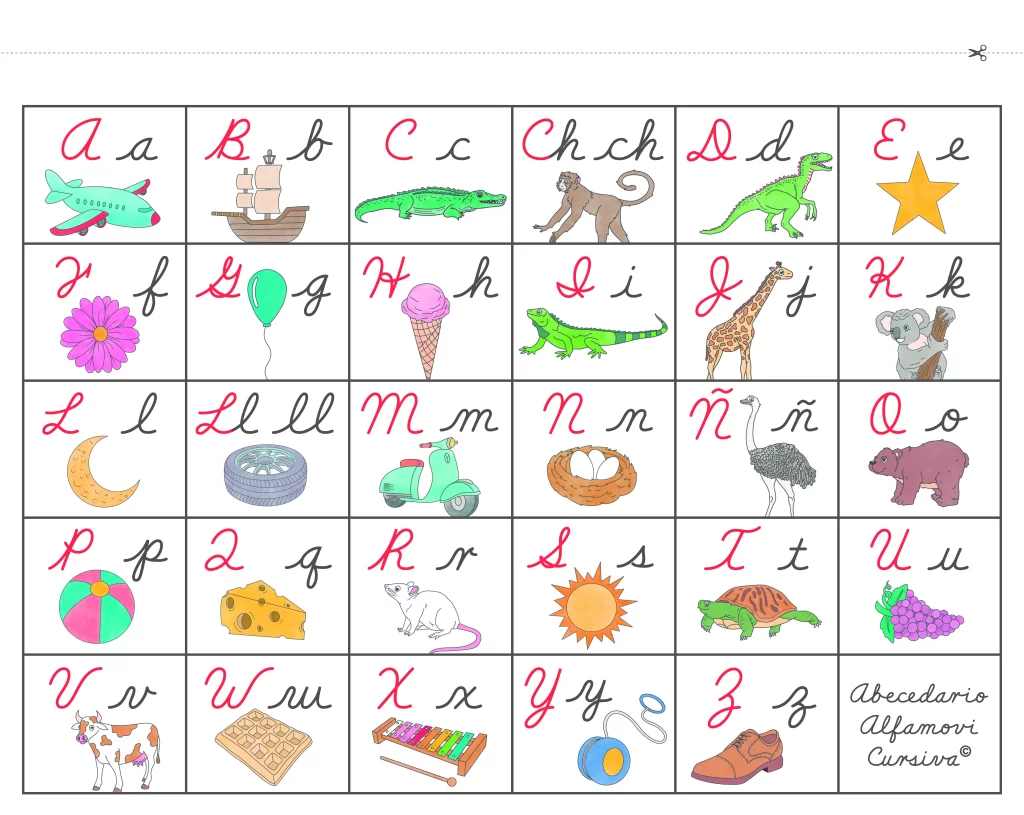 A a
B b
C c
Ch ch
D d
E e
F f
G g
H h
I i
J j
K k
L l
Ll ll
M m
N n
Ñ ñ
O o
P p
Q q
R r
S s
T t
U u
V v
W w
X x
Y y
Z z
Abecedario
Alfamovi
Cursiva©